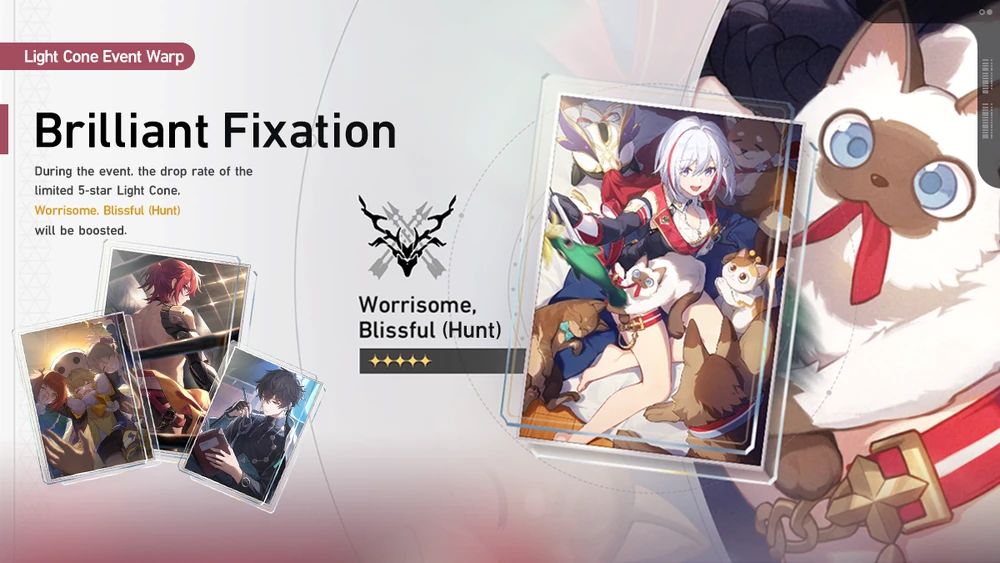 Light Cone Event Warp
Brilliant Fixation
During the event, the drop rate of the
limited 5-star Light Cone,
Worrisome, Blissful (Hunt)
will be boosted.
Worrisome,
Blissful (Hunt)